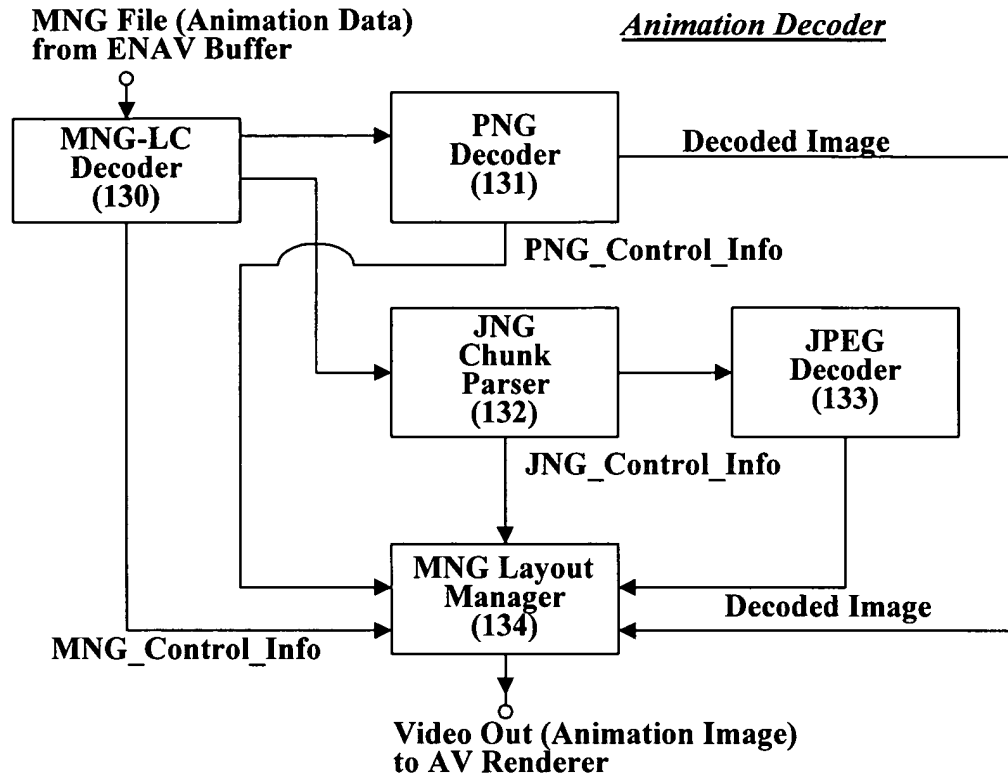 MNG File (Animation Data)
from ENAV Buffer
Animation Decoder
MNG-LC
Decoder
(130)
PNG
Decoder
(131)
Decoded Image
PNG_Control_Info
JNG
Chunk
Parser
(132)
JPEG
Decoder
(133)
JNG_Control_Info
MNG Layout
Manager
(134)
Decoded Image
MNG_Control_Info
Video Out (Animation Image)
to AV Renderer